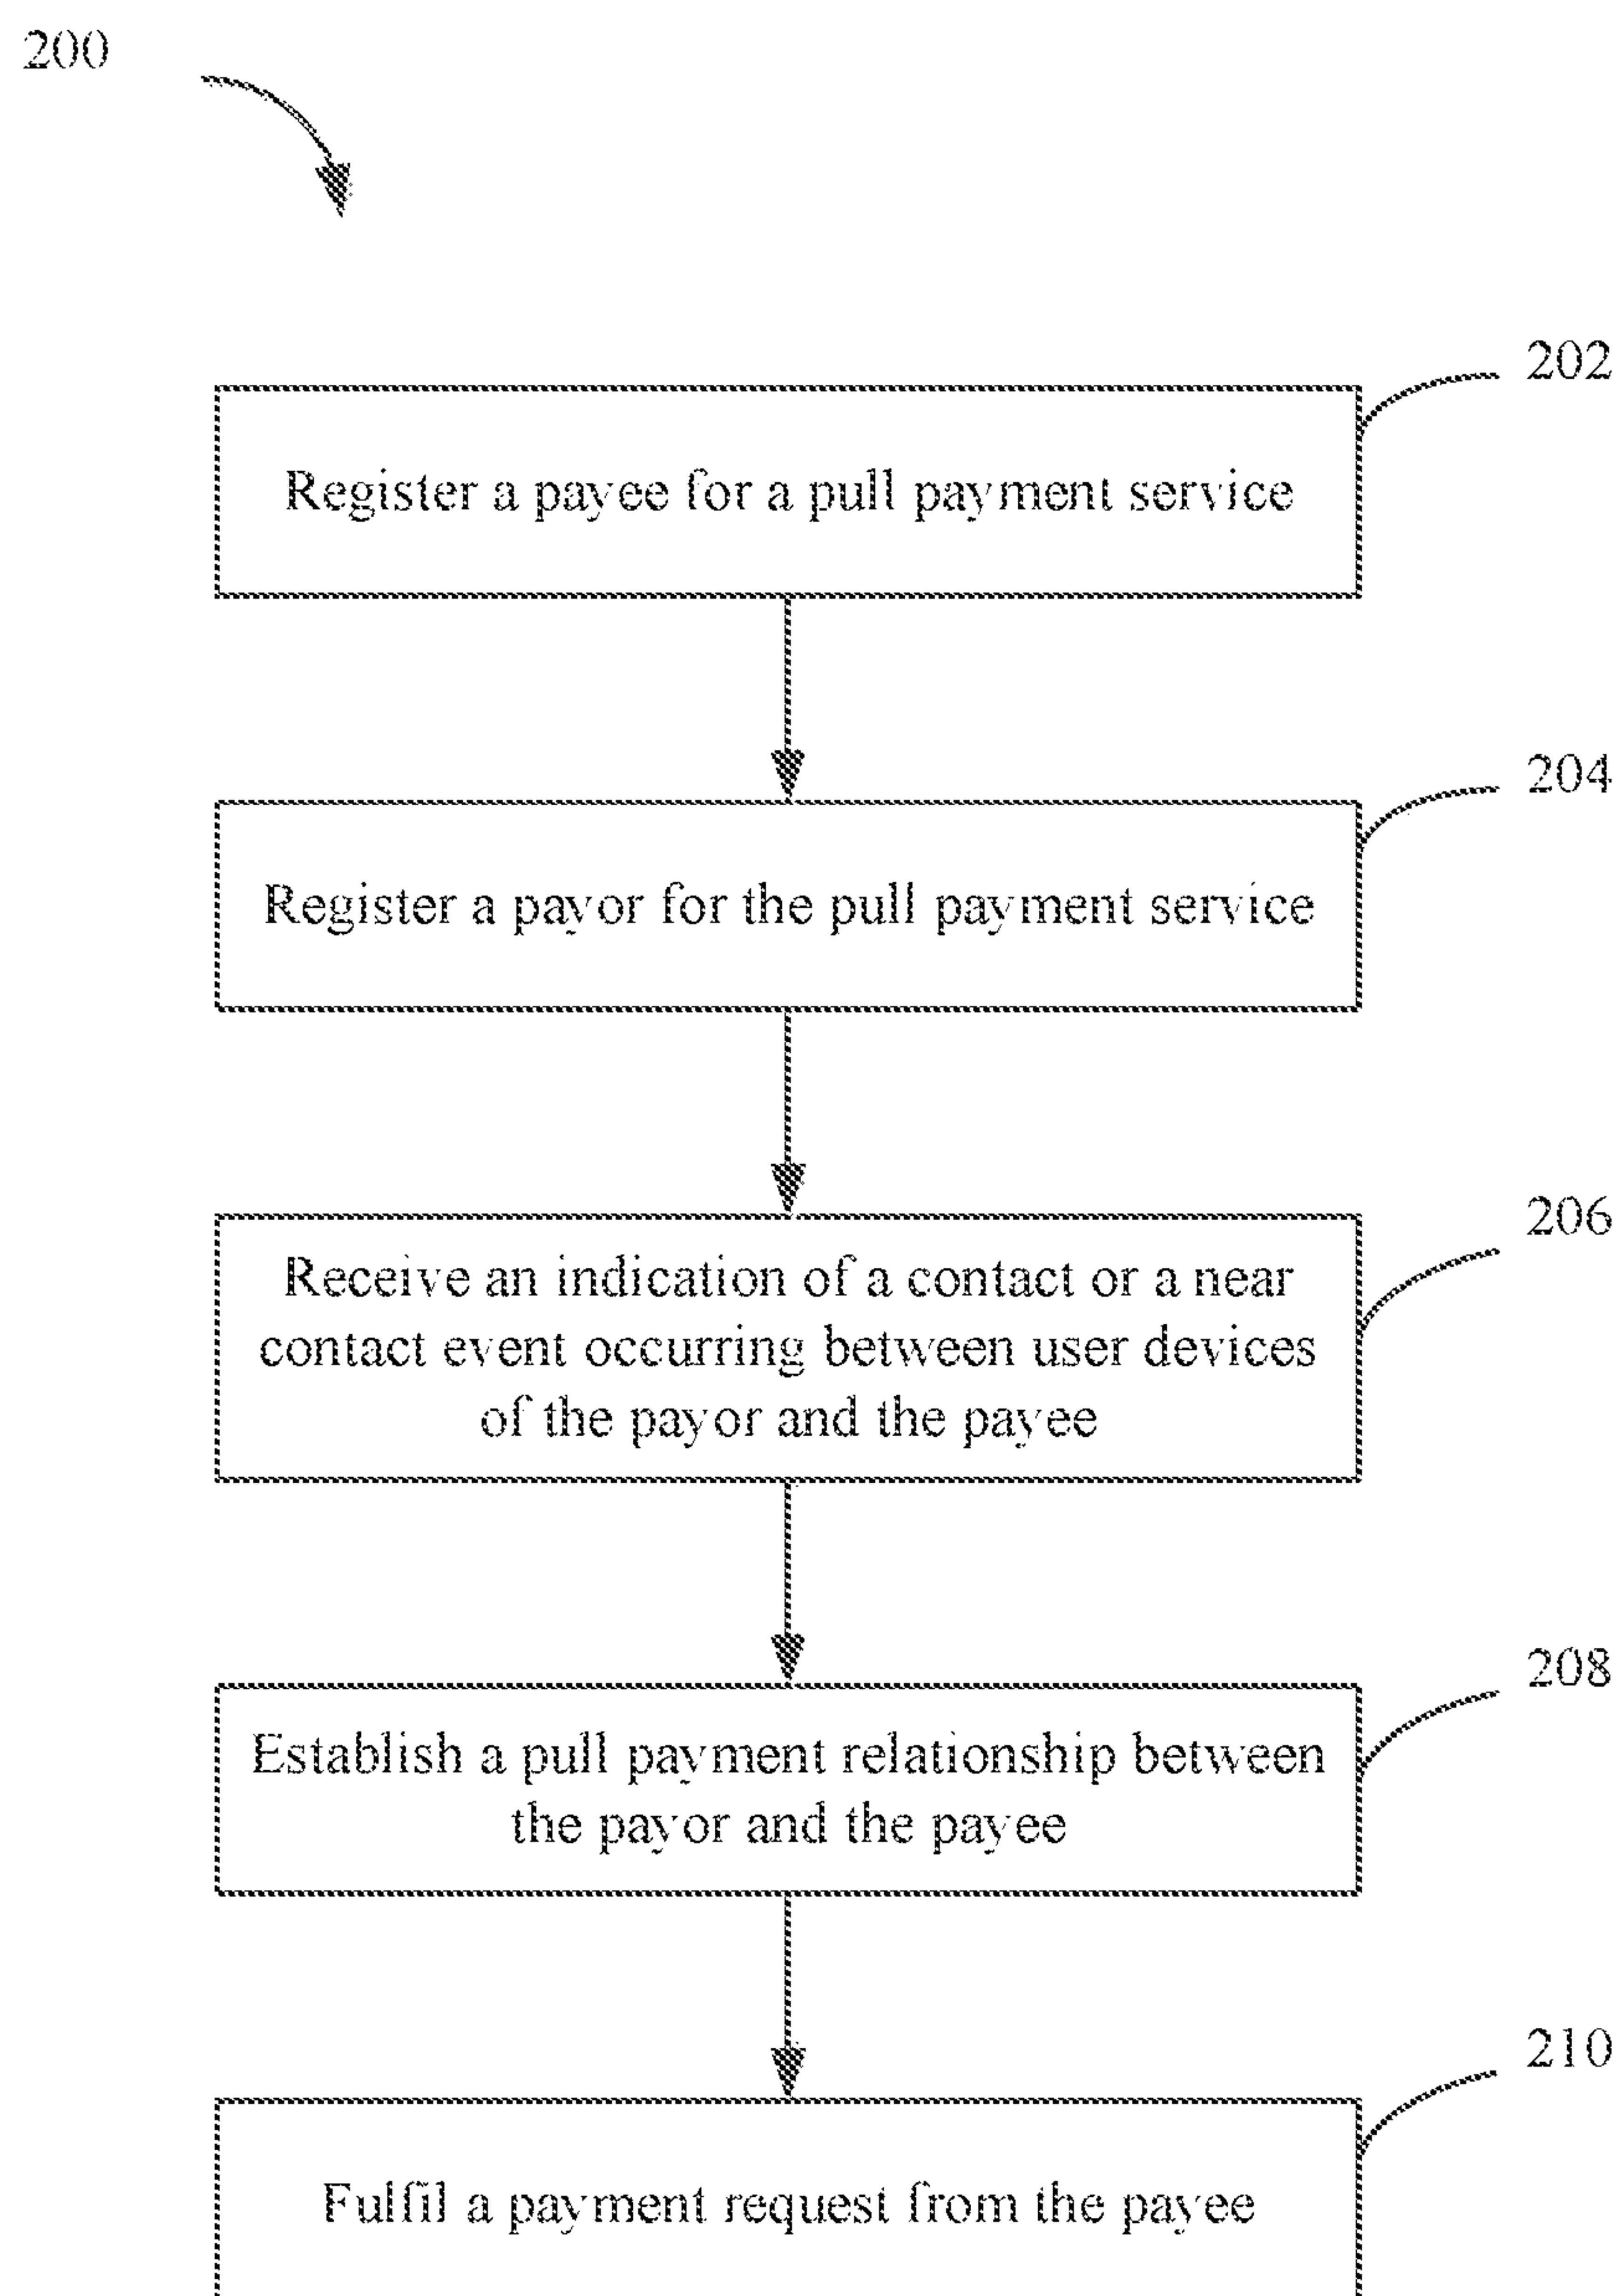 200
202
Register a payee for a pull payment service
204
Register a payor for the pull payment service
206
Receive an indication of a contact or a near
contact event occurring between user devices
of the payor and the payee
208
Establish a pull payment relationship between
the payor and the payee
210
Fulfil a payment request from the payee